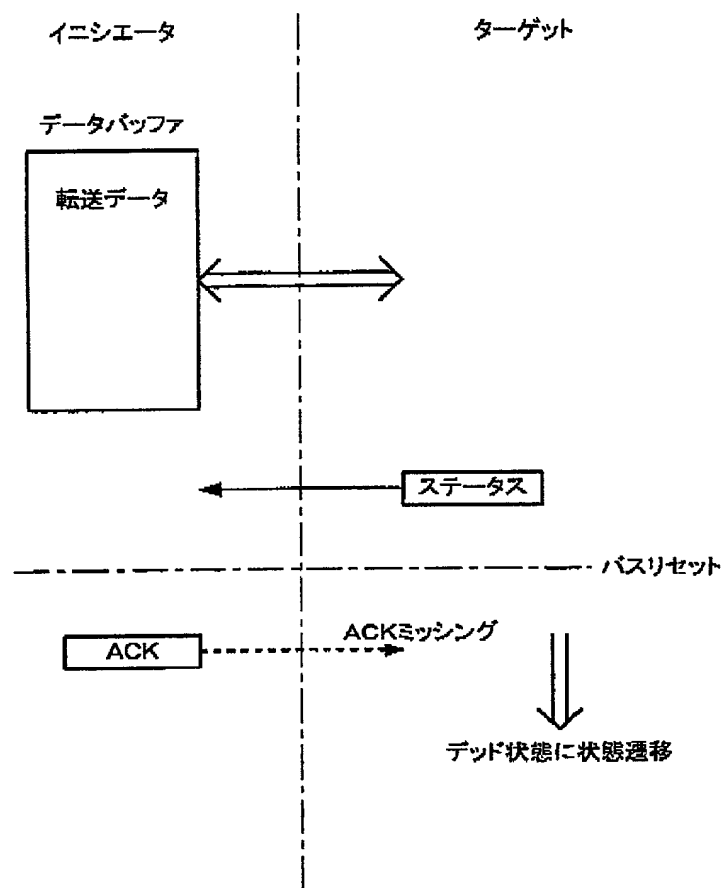 イニシエータ
ターゲット
データバッファ
転送データ
ステータス
バスリセット
ACK
ACKミッシング
デッド状態に状態遷移